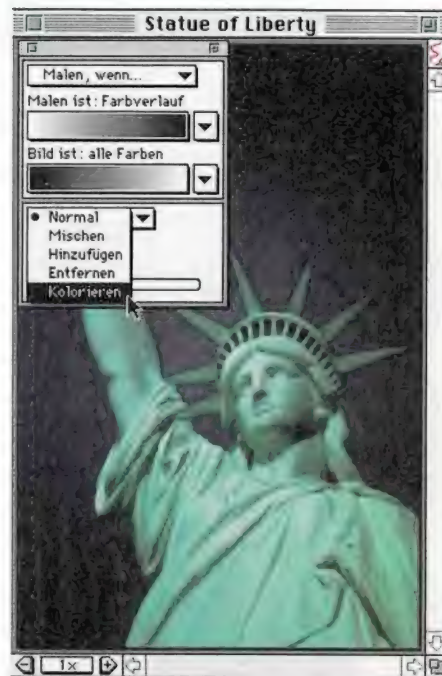 Statue of Liberty
Malen, wenn...
Malen ist: Farbverlauf
Bild ist: alle Farben
Normal
Mischen
Hinzufügen
Entfernen
Kolorieren
1x